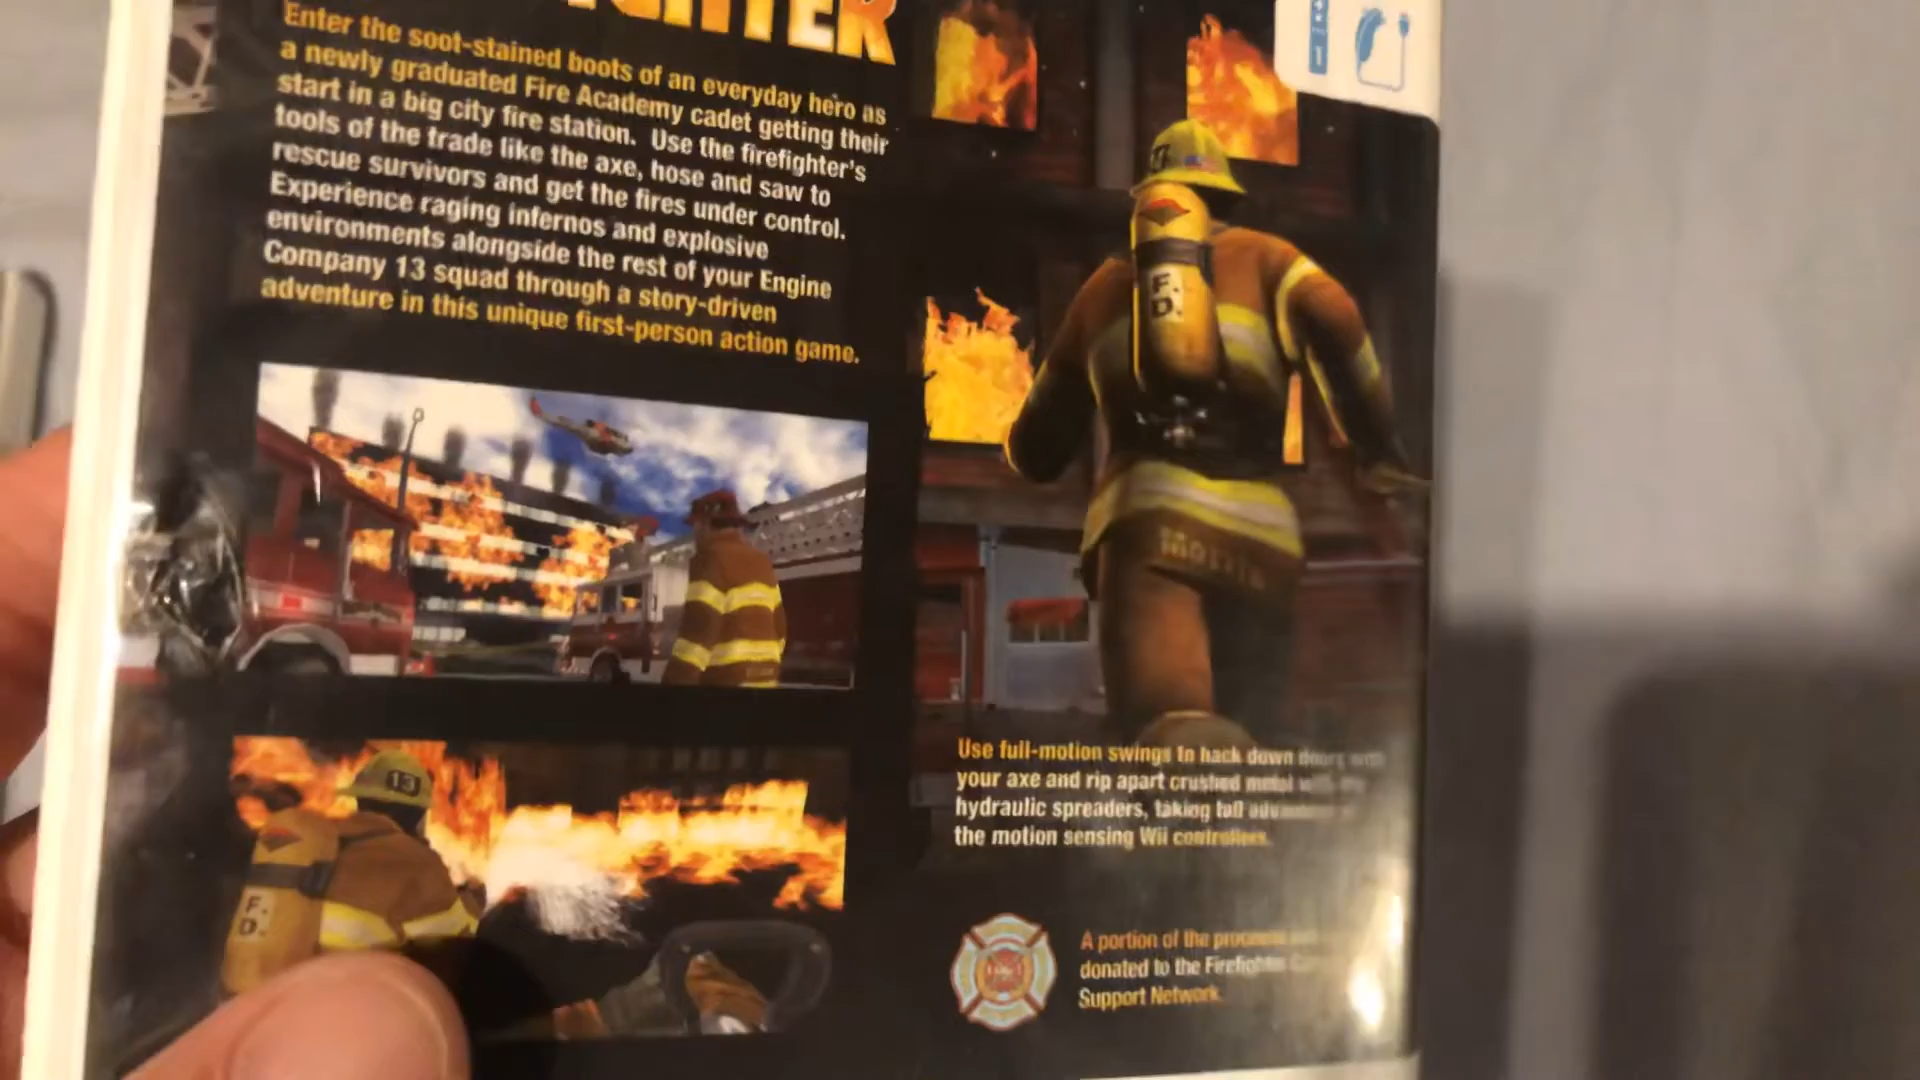 FIGHTER
Enter the soot-stained boots of an everyday hero as
a newly graduated Fire Academy cadet getting their
start in a big city fire station. Use the firefighter's
tools of the trade like the axe, hose and saw to
rescue survivors and get the fires under control.
Experience raging infernos and explosive
environments alongside the rest of your Engine
Company 13 squad through a story-driven
adventure in this unique first-person action game.
F.
D.
13
F.
D.
Use full-motion swings to hack down doors with
your axe and rip apart crushed metal
hydraulic spreaders, taking full
the motion sensing Wii controllers.
A portion of the proceeds
donated to the Firefighter
Support Network.